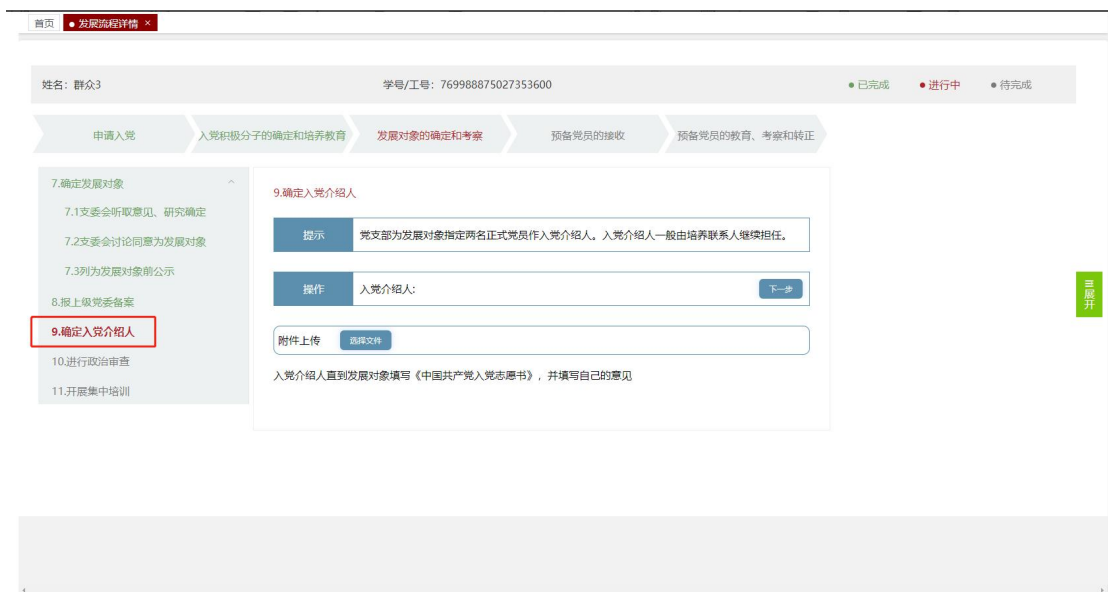 首页 ● 发展流程详情 ×
姓名：群众3 学号/工号：769988875027353600 ●已完成 ●进行中 ●待完成
申请入党 入党积极分子的确定和培养教育 发展对象的确定和考察 预备党员的接收 预备党员的教育、考察和转正
7.确定发展对象
7.1支委会听取意见、研究确定
7.2支委会讨论同意为发展对象
7.3列为发展对象前公示
8.报上级党委备案
9.确定入党介绍人
10.进行政治审查
11.开展集中培训
9.确定入党介绍人
提示 党支部为发展对象指定两名正式党员作入党介绍人。入党介绍人一般由培养联系人继续担任。
操作 入党介绍人: 下一步
附件上传 选择文件
入党介绍人直到发展对象填写《中国共产党入党志愿书》，并填写自己的意见
展开